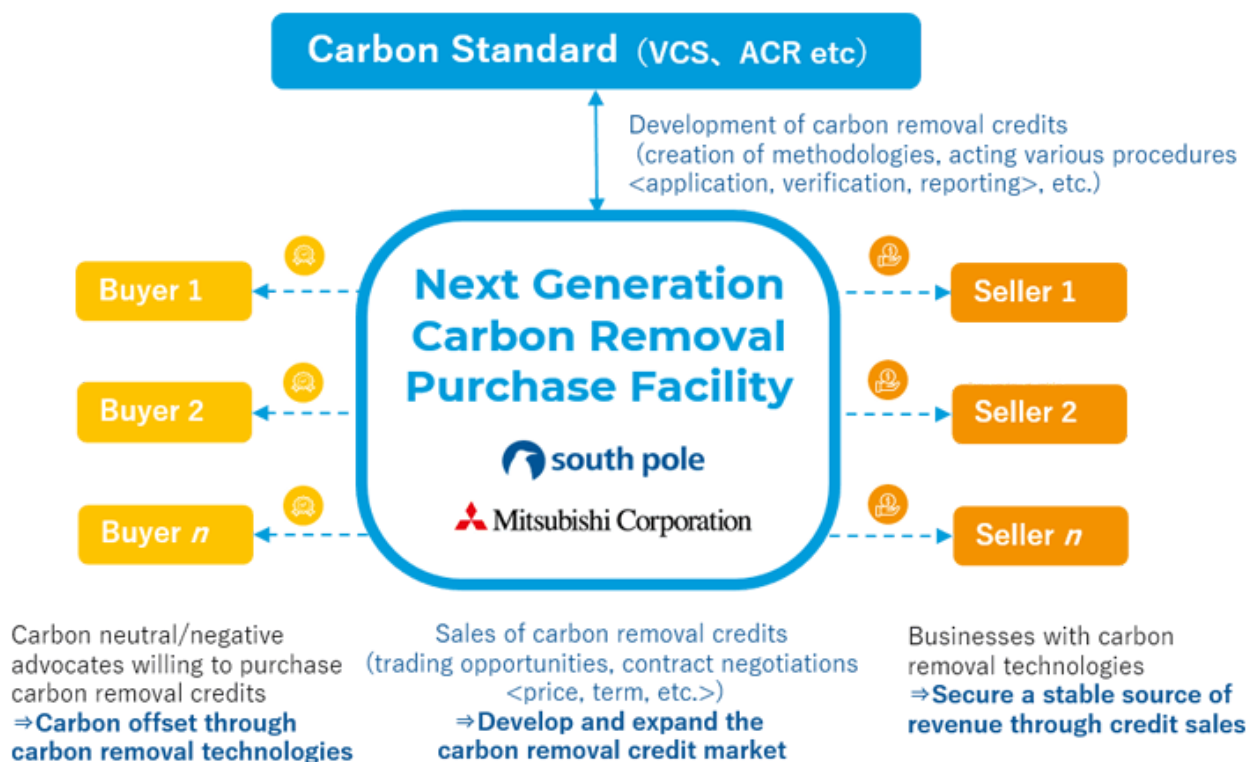 Carbon Standard（VCS、ACR etc）
Development of carbon removal credits
（creation of methodologies, acting various procedures
<application, verification, reporting>, etc.）
Next Generation
Carbon Removal
Purchase Facility
south pole
Mitsubishi Corporation
Buyer 1
Buyer 2
Buyer n
Seller 1
Seller 2
Seller n
Carbon neutral/negative
advocates willing to purchase
carbon removal credits
⇒Carbon offset through
carbon removal technologies
Sales of carbon removal credits
（trading opportunities, contract negotiations
<price, term, etc.>）
⇒Develop and expand the
carbon removal credit market
Businesses with carbon
removal technologies
⇒Secure a stable source of
revenue through credit sales